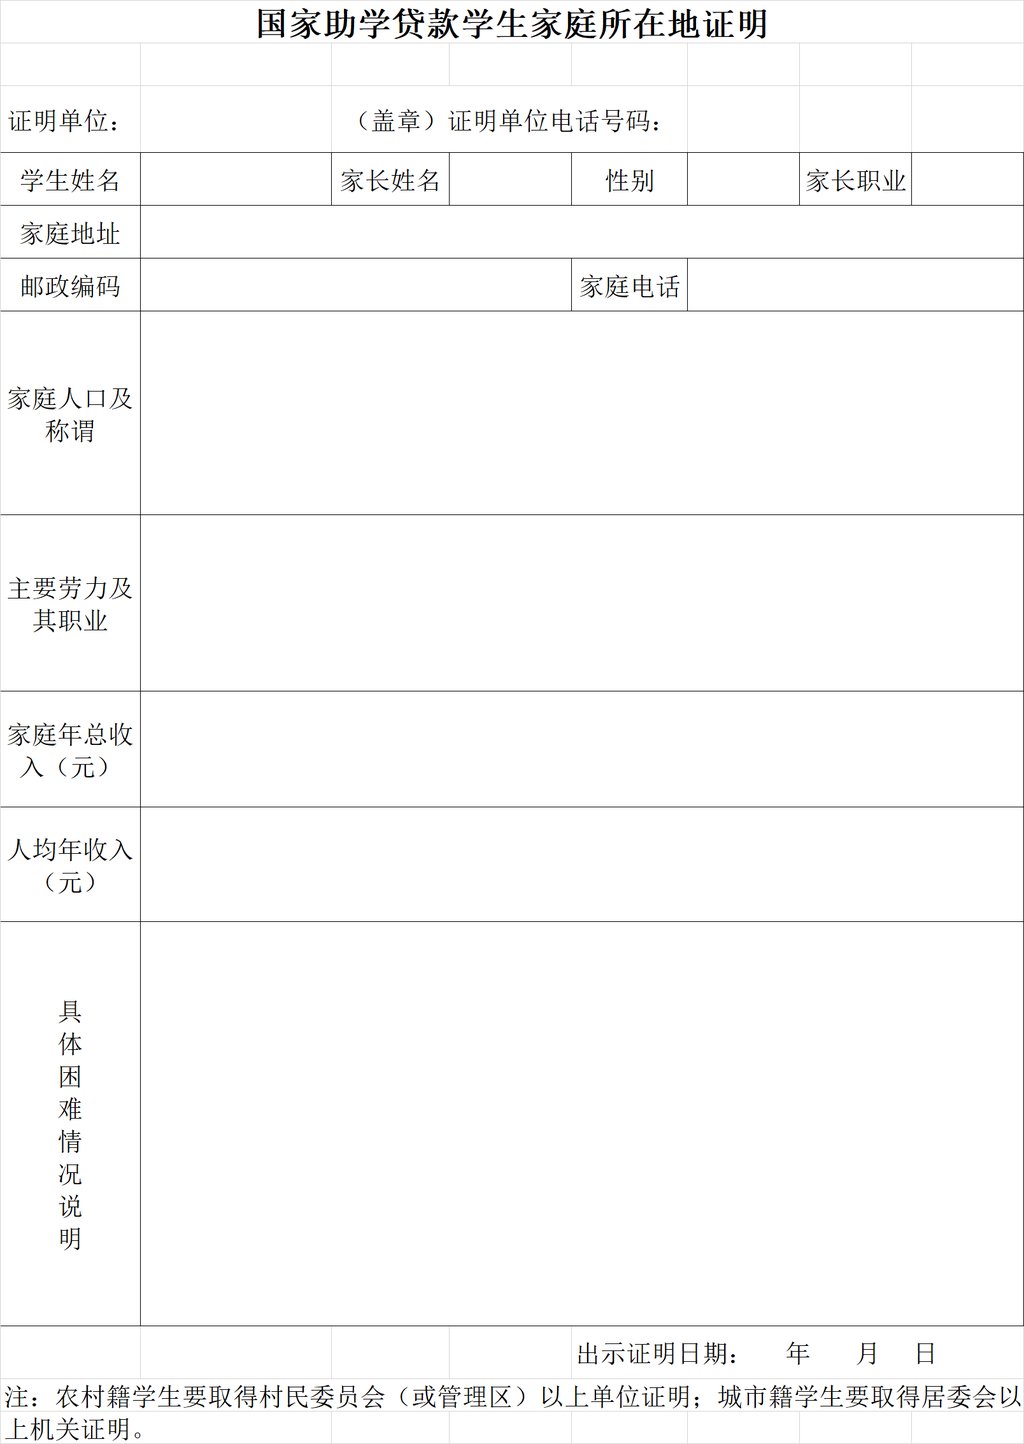 国家助学贷款学生家庭所在地证明
证明单位： （盖章）证明单位电话号码：
学生姓名 家长姓名 性别 家长职业
家庭地址
邮政编码 家庭电话
家庭人口及
称谓
主要劳力及
其职业
家庭年总收
入（元）
人均年收入
（元）
具
体
困
难
情
况
说
明
出示证明日期： 年 月 日
注：农村籍学生要取得村民委员会（或管理区）以上单位证明；城市籍学生要取得居委会以
上机关证明。